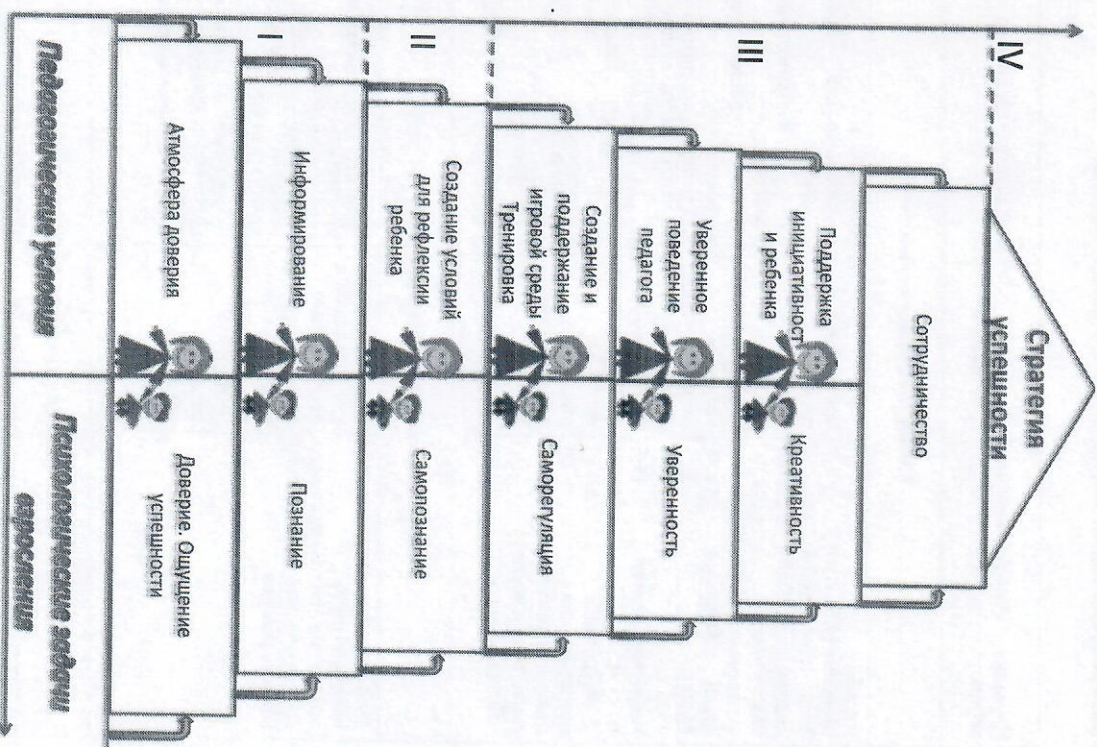 Стратегия
успешности
IV
Сотрудничество
III
Поддержка
инициативност
и ребенка
Креативность
Уверенное
поведение
педагога
Уверенность
Создание и
поддержание
игровой среды
Тренировка
Саморегуляция
II
Создание условий
для рефлексии
ребенка
Самопознание
I
Информирование
Познание
Атмосфера доверия
Доверие. Ощущение
успешности
Педагогические условия
Психологические задачи
взросления